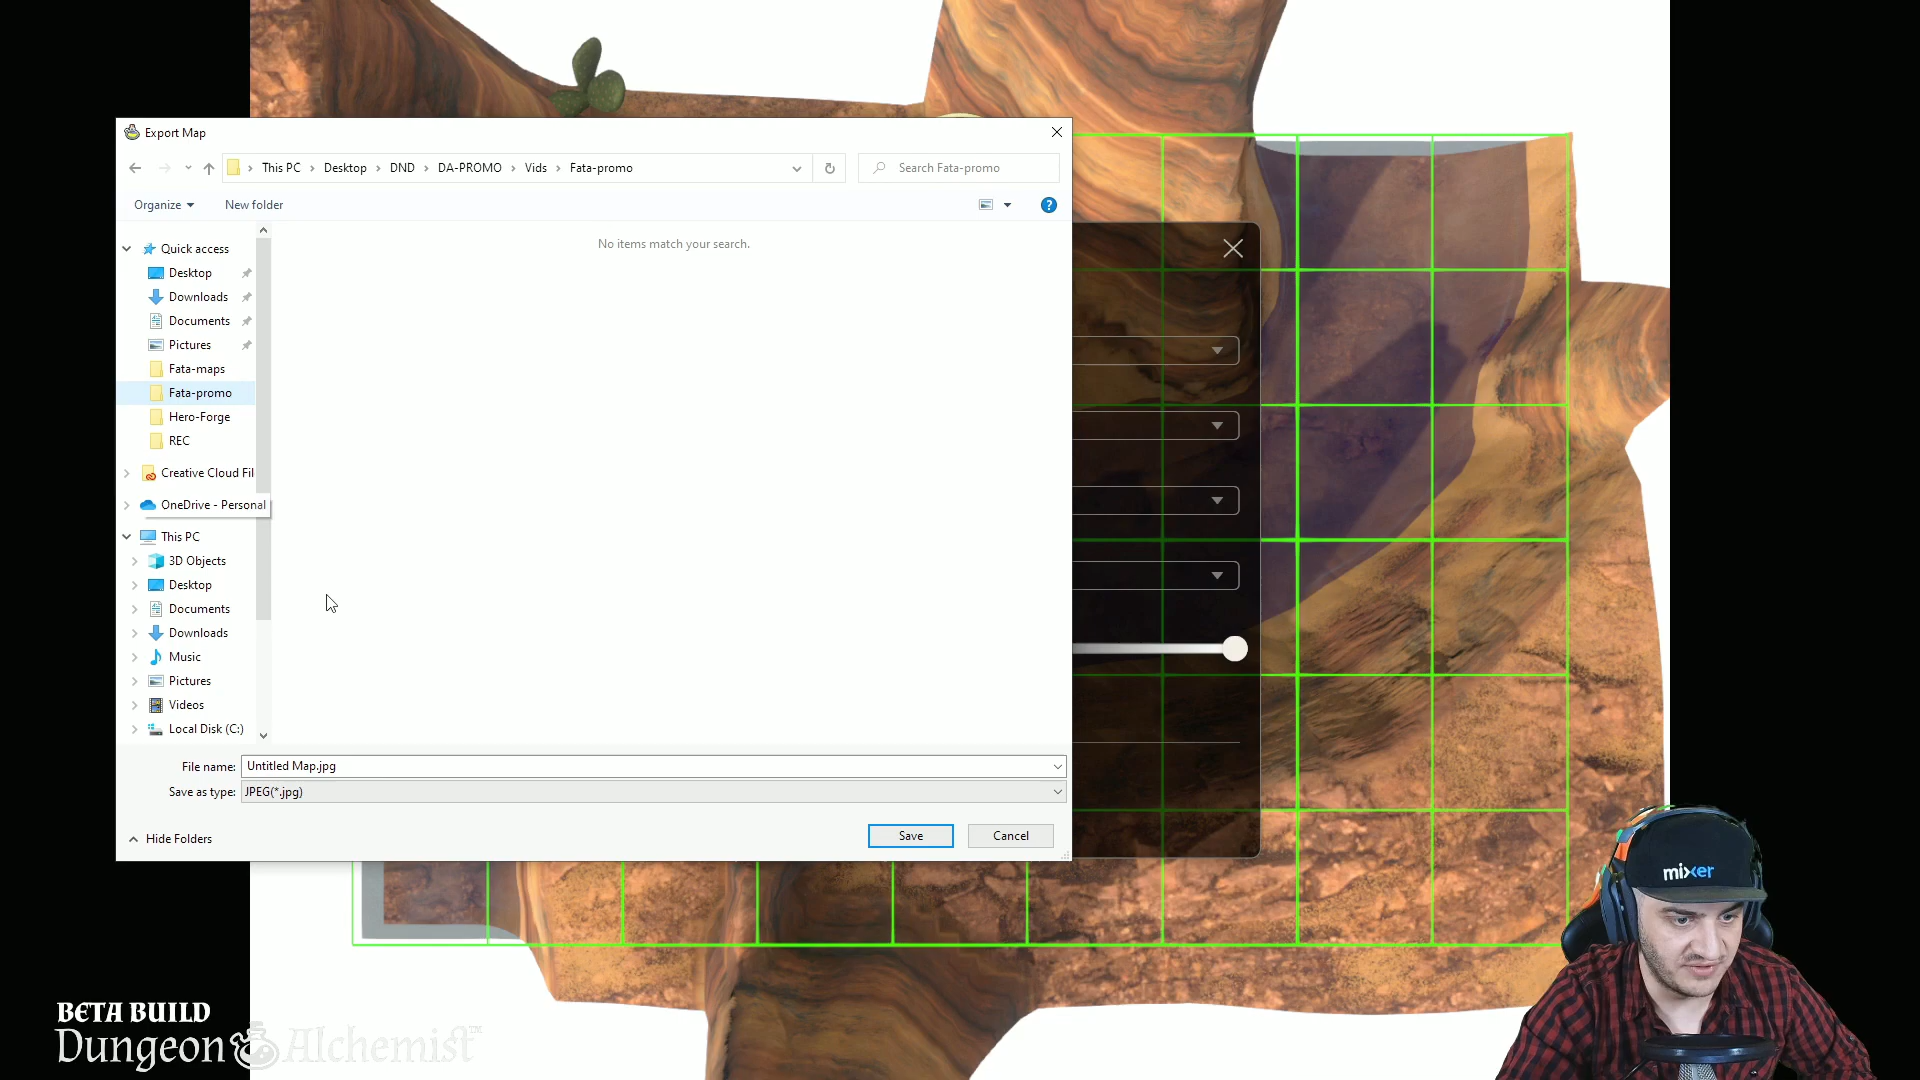 Export Map
This PC
Desktop
DND
DA-PROMO
Vids
Fata-promo
Search Fata-promo
Organize
New folder
No items match your search.
Quick access
Desktop
Downloads
Documents
Pictures
Fata-maps
Fata-promo
Hero-Forge
REC
Creative Cloud Fil
OneDrive - Personal
This PC
3D Objects
Desktop
Documents
Downloads
Music
Pictures
Videos
Local Disk (C:)
File name: Untitled Map.jpg
Save as type: JPEG(*.jpg)
Hide Folders
Save
Cancel
mixer
BETA BUILD
Dungeon Alchemist™